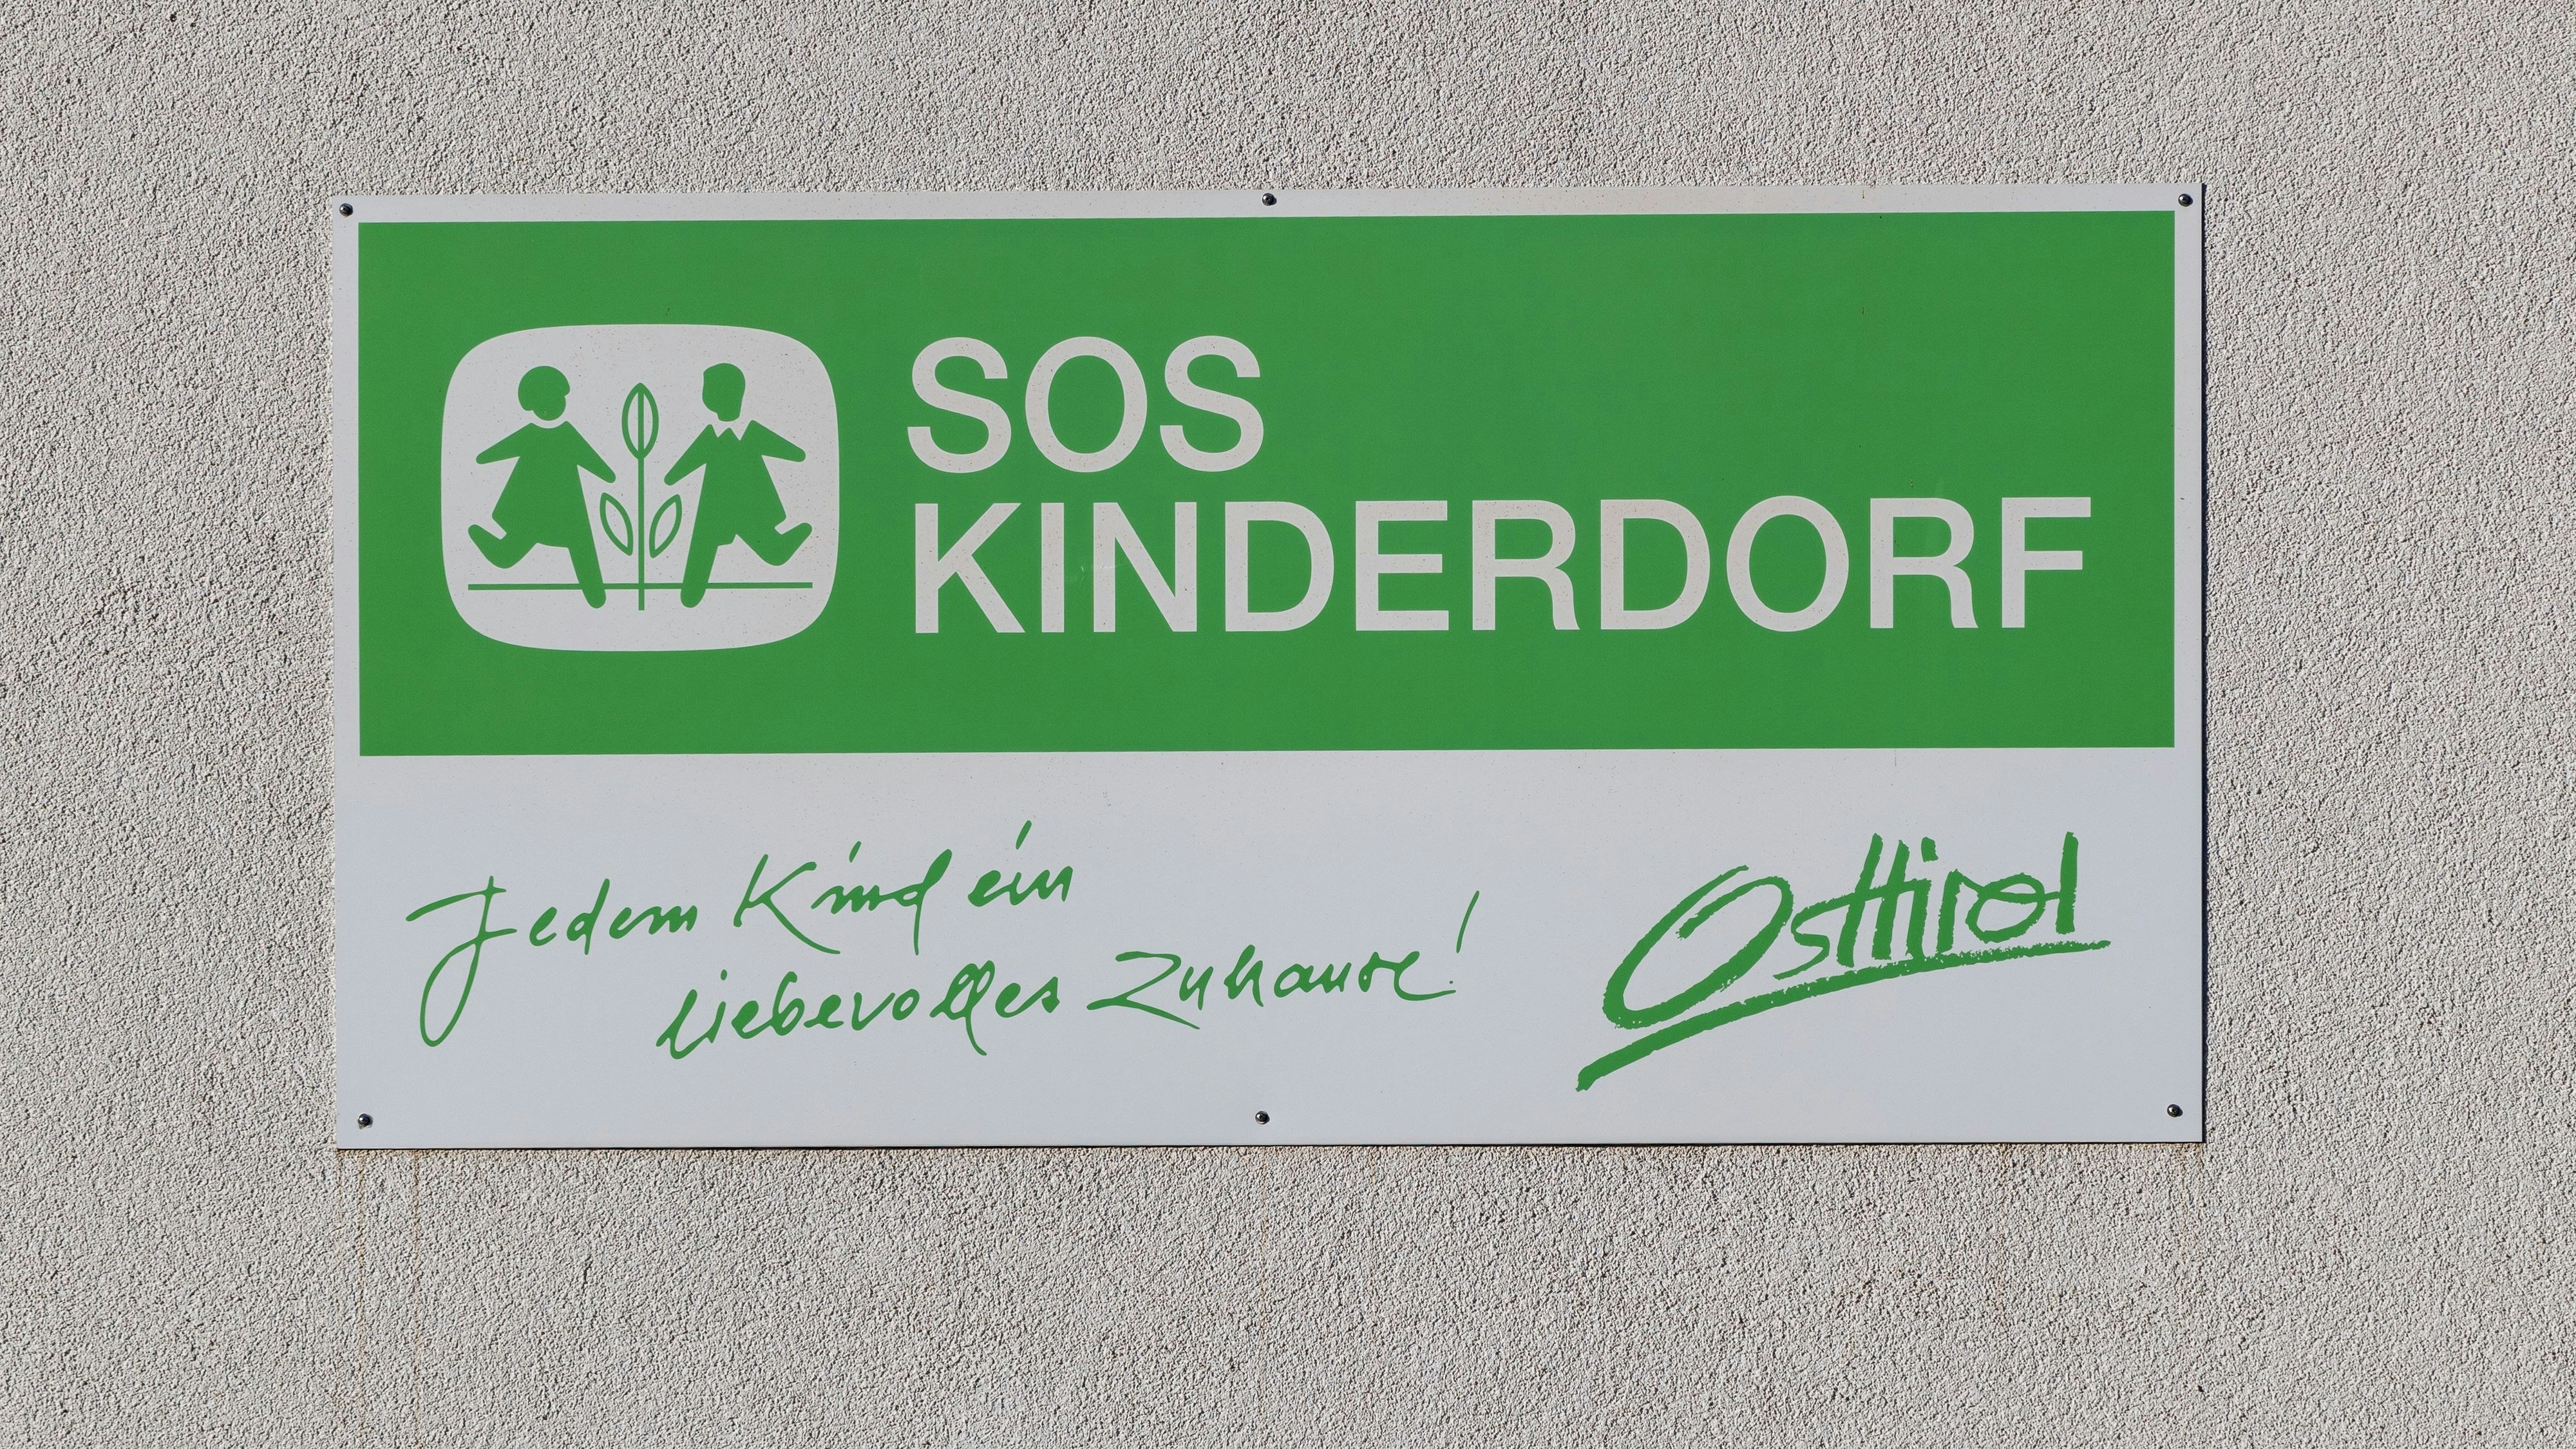 SOS
KINDERDORF
Jedem Kind ein
liebevolles Zuhause!
Osttirol